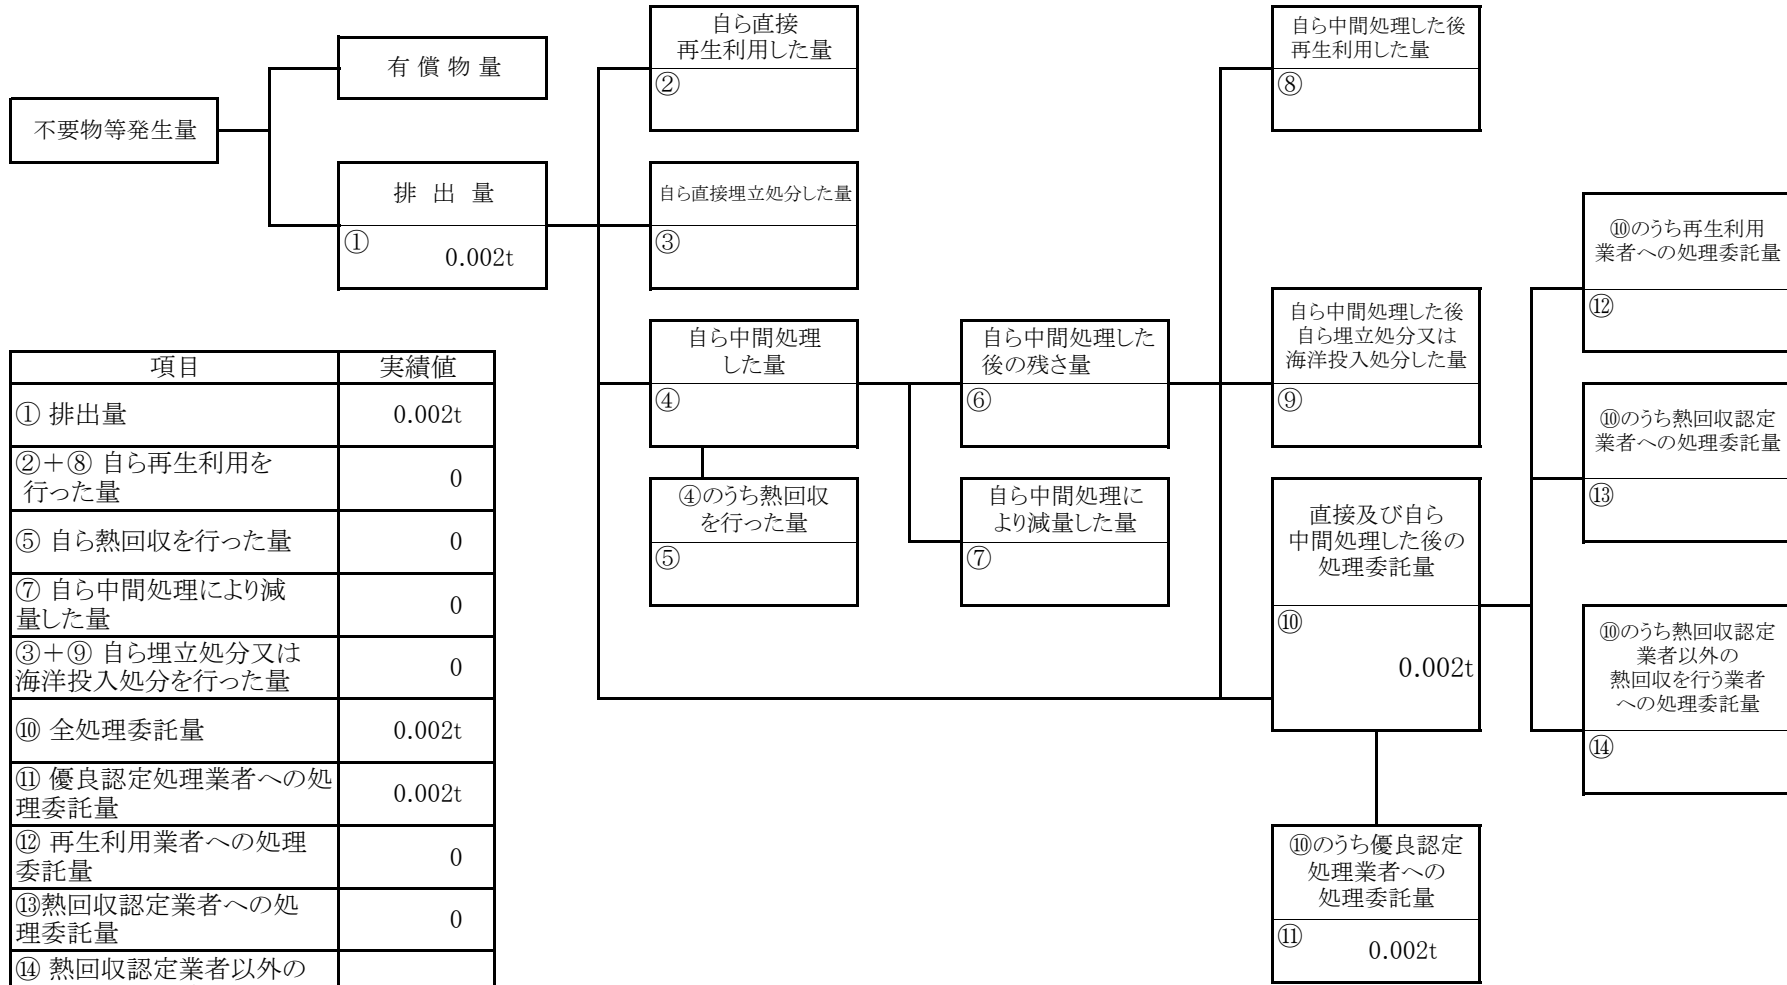 不要物等発生量
有 償 物 量
排 出 量
①
0.002t
自ら直接
再生利用した量
②
自ら直接埋立処分した量
③
自ら中間処理
した量
④
④のうち熱回収
を行った量
⑤
自ら中間処理した
後の残さ量
⑥
自ら中間処理に
より減量した量
⑦
自ら中間処理した後
再生利用した量
⑧
自ら中間処理した後
自ら埋立処分又は
海洋投入処分した量
⑨
直接及び自ら
中間処理した後の
処理委託量
⑩
0.002t
⑩のうち優良認定
処理業者への
処理委託量
⑪
0.002t
⑩のうち再生利用
業者への処理委託量
⑫
⑩のうち熱回収認定
業者への処理委託量
⑬
⑩のうち熱回収認定
業者以外の
熱回収を行う業者
への処理委託量
⑭
項目 実績値
① 排出量 0.002t
②＋⑧ 自ら再生利用を
行った量 0
⑤ 自ら熱回収を行った量 0
⑦ 自ら中間処理により減
量した量 0
③＋⑨ 自ら埋立処分又は
海洋投入処分を行った量 0
⑩ 全処理委託量 0.002t
⑪ 優良認定処理業者への処
理委託量 0.002t
⑫ 再生利用業者への処理
委託量 0
⑬熱回収認定業者への処
理委託量 0
⑭ 熱回収認定業者以外の